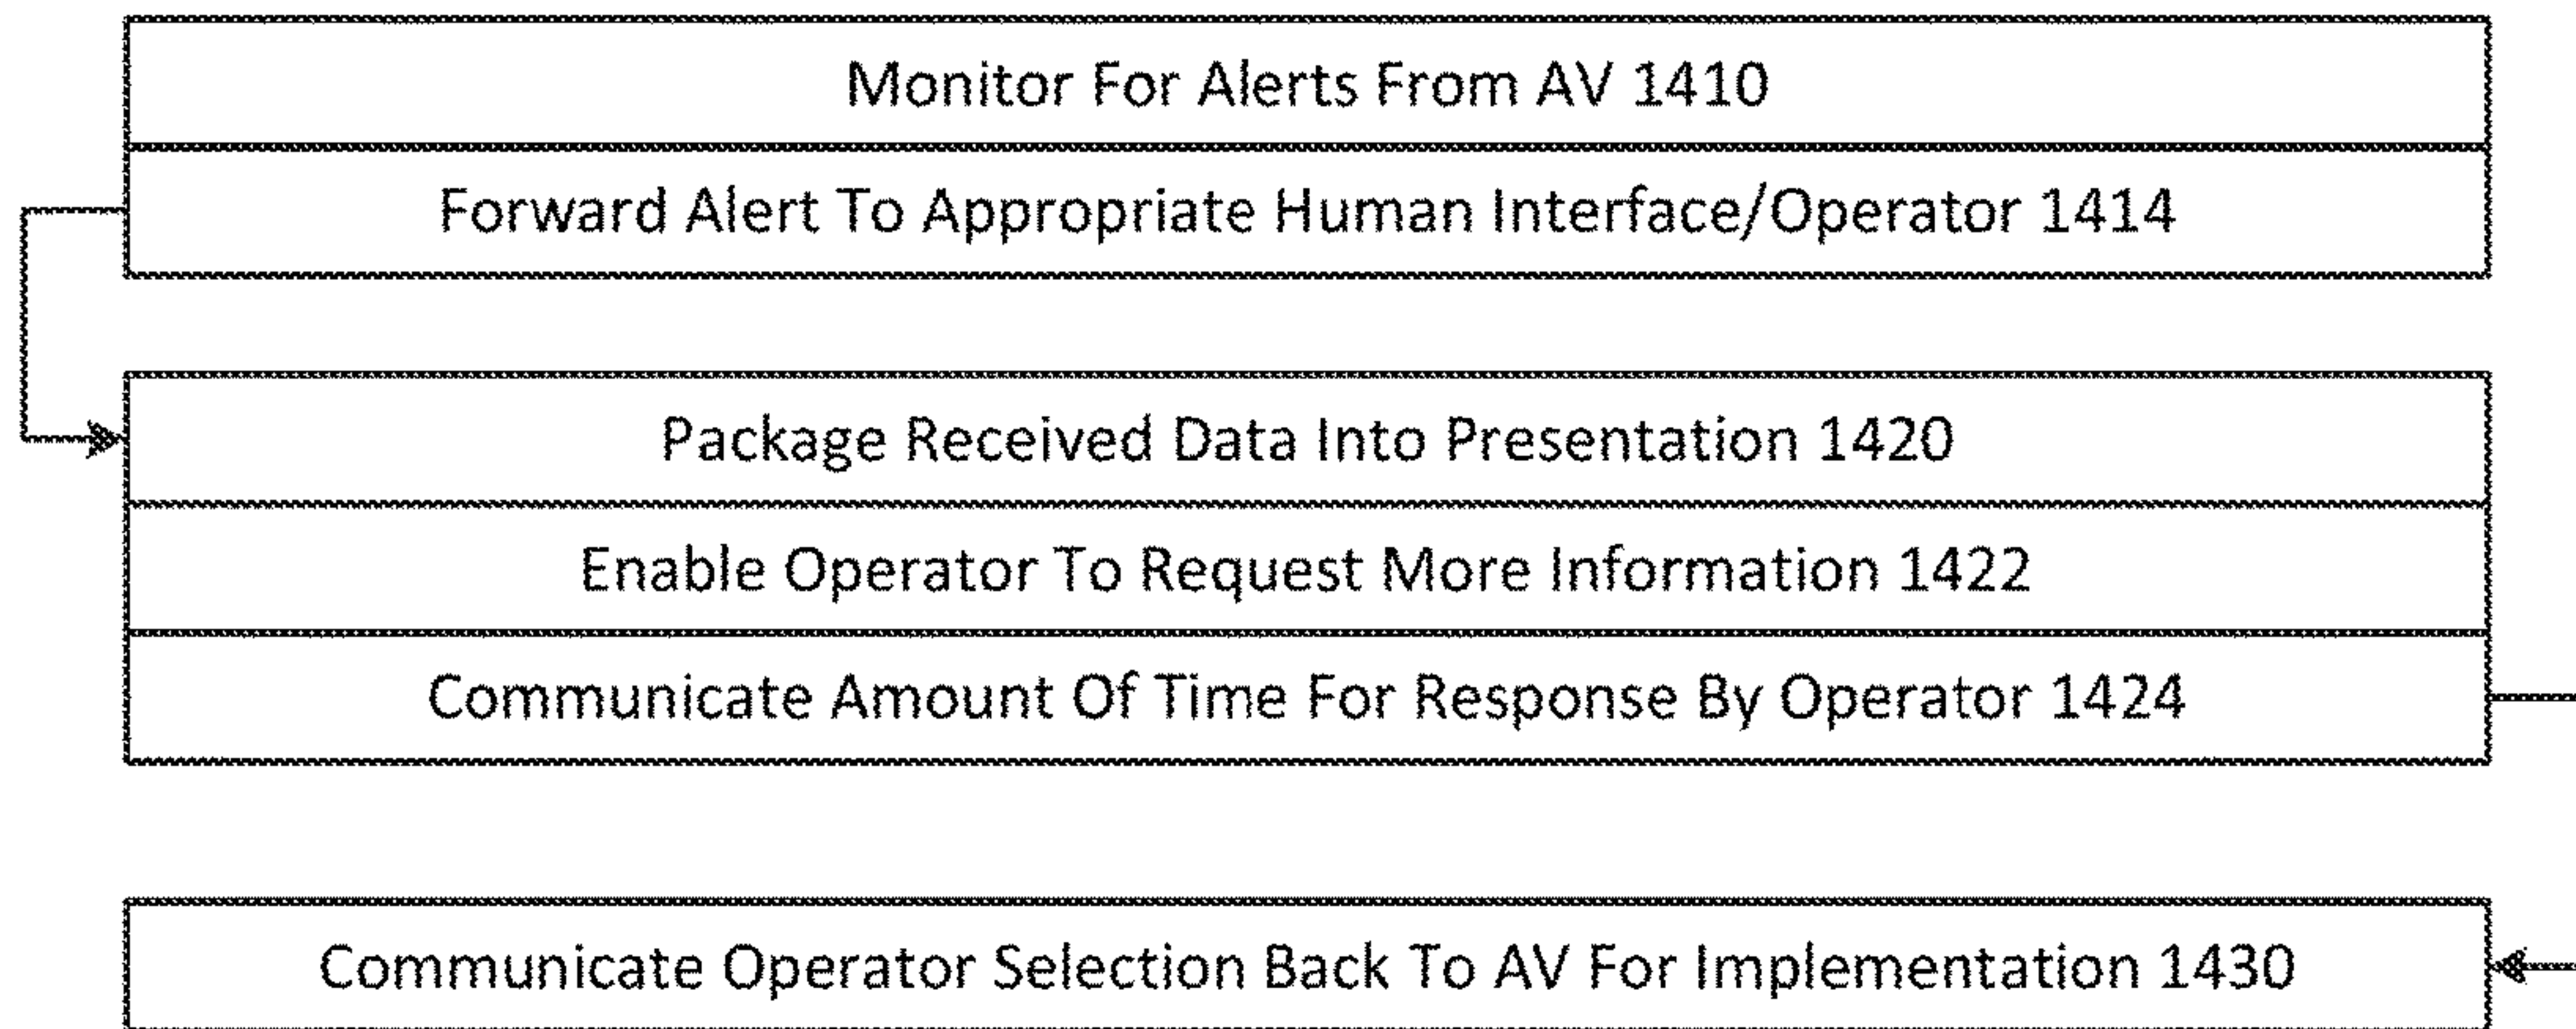 Monitor For Alerts From AV 1410
Forward Alert To Appropriate Human Interface/Operator 1414
Package Received Data Into Presentation 1420
Enable Operator To Request More Information 1422
Communicate Amount Of Time For Response By Operator 1424
Communicate Operator Selection Back To AV For Implementation 1430